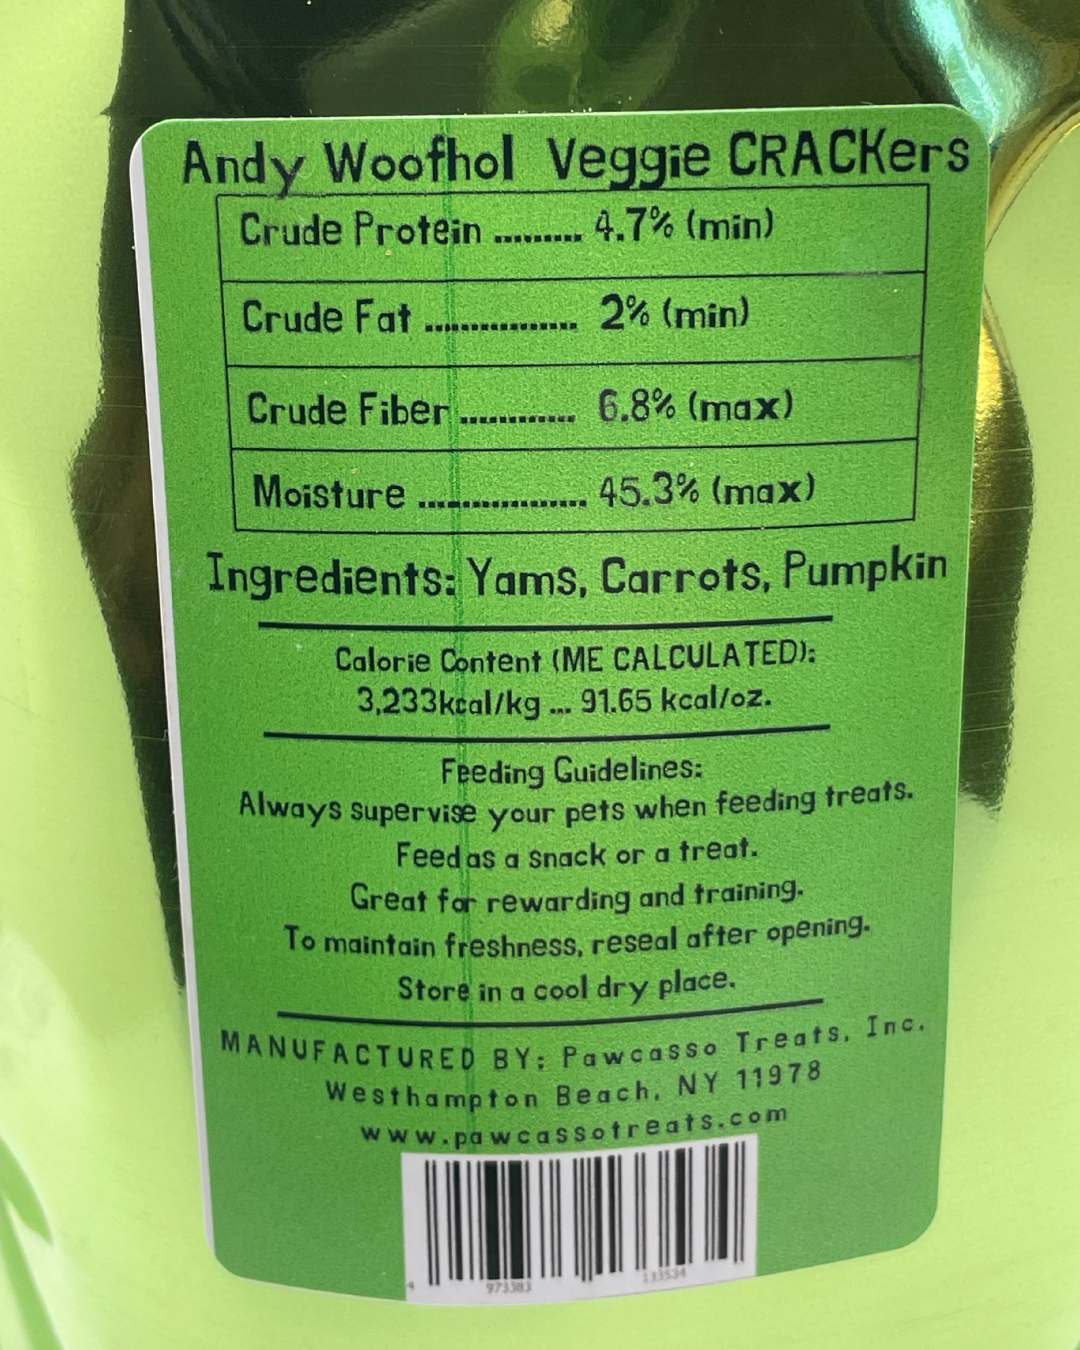 Andy Woofhol Veggie CRACKers
Crude Protein ......... 4.7% (min)
Crude Fat ................ 2% (min)
Crude Fiber ............ 6.8% (max)
Moisture ................. 45.3% (max)
Ingredients: Yams, Carrots, Pumpkin
Calorie Content (ME CALCULATED):
3,233kcal/kg ... 91.65 kcal/oz.
Feeding Guidelines:
Always supervise your pets when feeding treats.
Feed as a snack or a treat.
Great for rewarding and training.
To maintain freshness, reseal after opening.
Store in a cool dry place.
MANUFACTURED BY: Pawcasso Treats, Inc.
Westhampton Beach, NY 11978
www.pawcassotreats.com
4 973383 133534